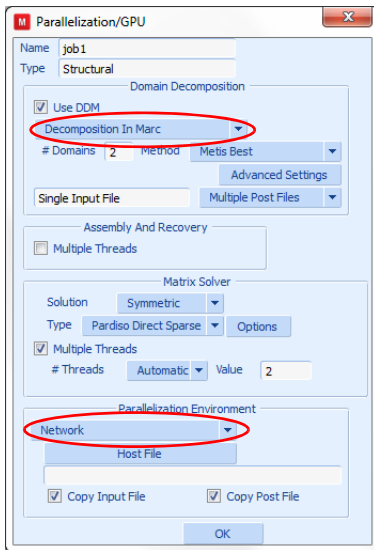 M Parallelization/GPU X
Name job1
Type Structural
Domain Decomposition
Use DDM
Decomposition In Marc
# Domains 2 Method Metis Best
Advanced Settings
Single Input File Multiple Post Files
Assembly And Recovery
Multiple Threads
Matrix Solver
Solution Symmetric
Type Pardiso Direct Sparse Options
Multiple Threads
# Threads Automatic Value 2
Parallelization Environment
Network
Host File
Copy Input File Copy Post File
OK